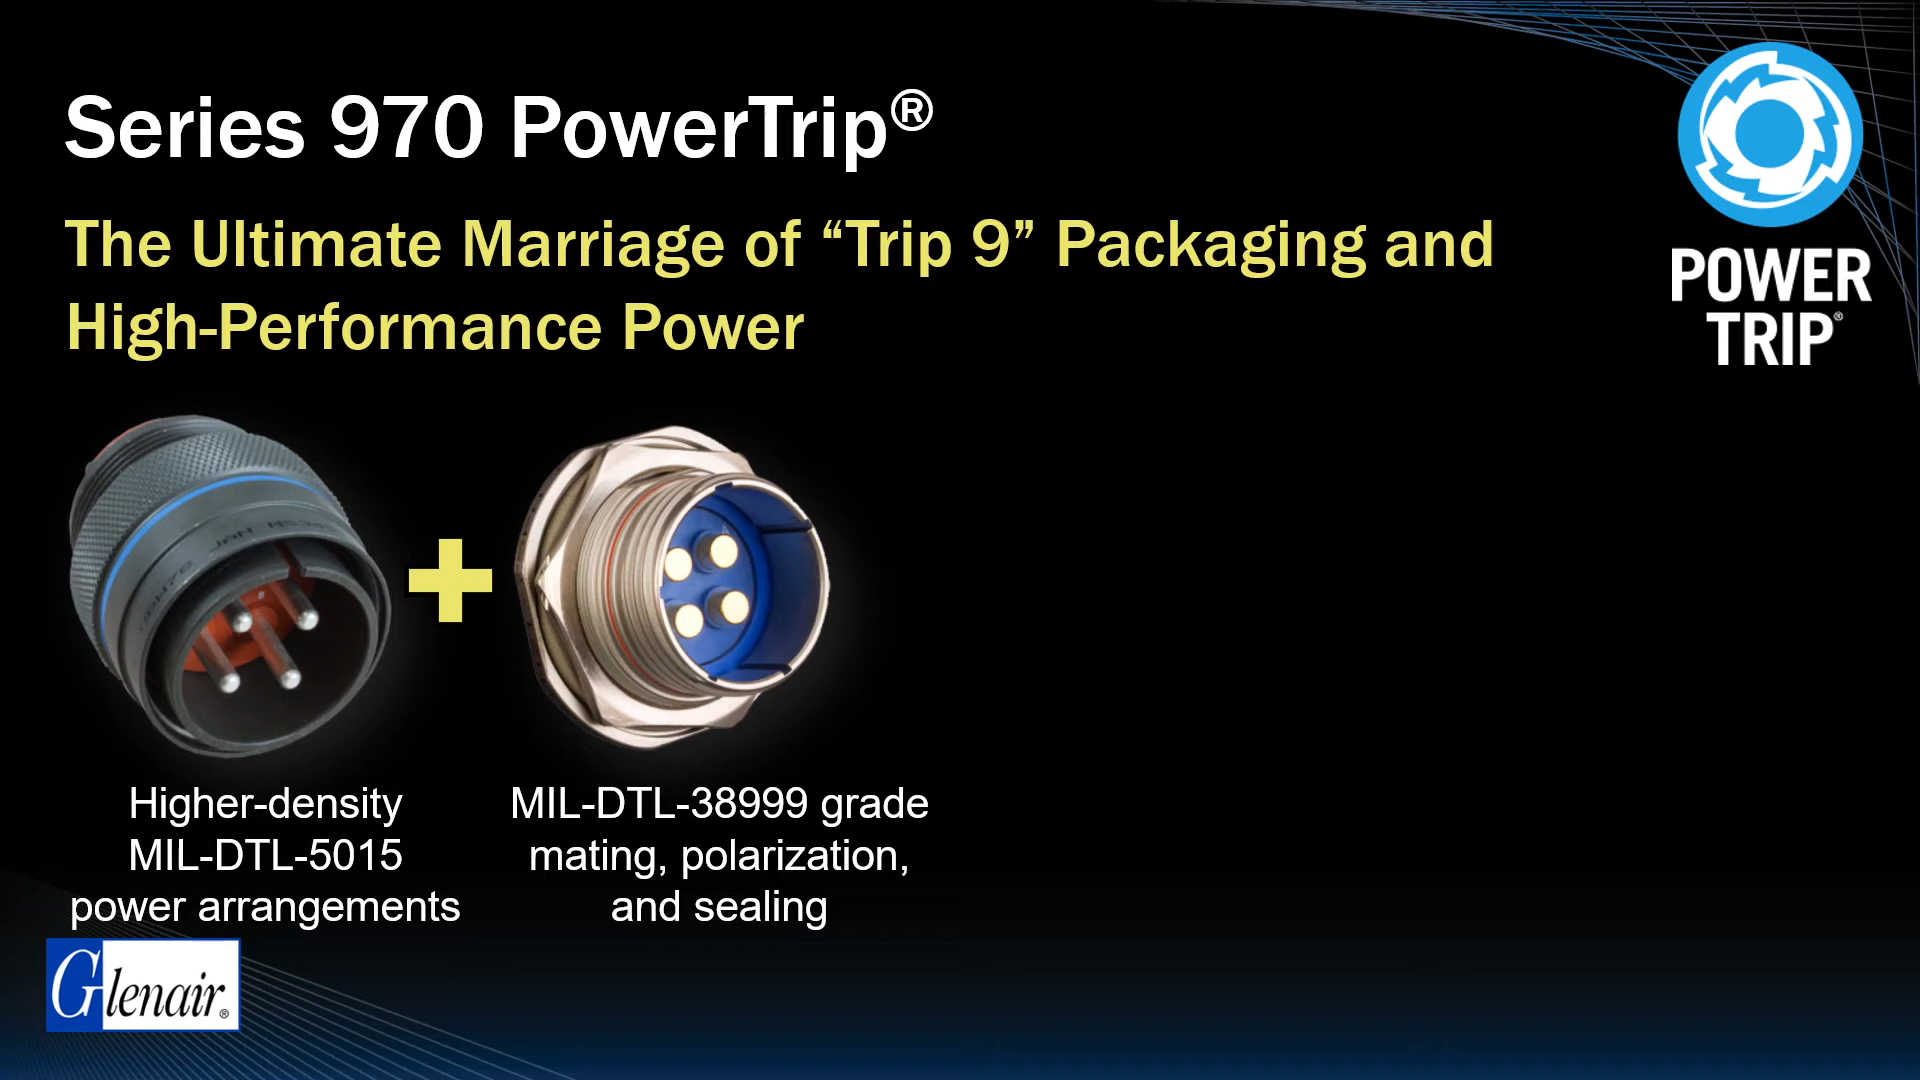 Series 970 PowerTrip®
The Ultimate Marriage of “Trip 9” Packaging and
High-Performance Power
POWER
TRIP®
JAN
Higher-density
MIL-DTL-5015
power arrangements
MIL-DTL-38999 grade
mating, polarization,
and sealing
Glenair®